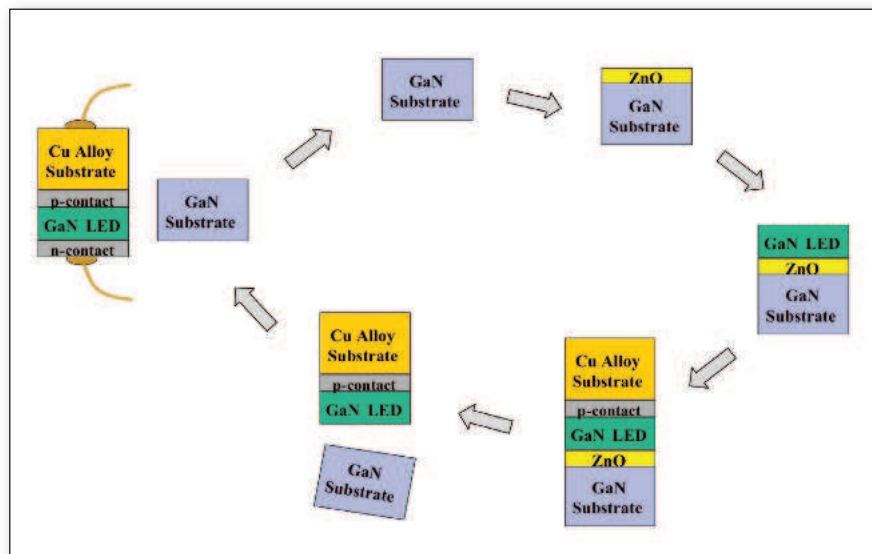 GaN
Substrate
ZnO
GaN
Substrate
GaN LED
ZnO
GaN
Substrate
Cu Alloy
Substrate
p-contact
GaN LED
ZnO
GaN
Substrate
Cu Alloy
Substrate
p-contact
GaN LED
GaN
Substrate
Cu Alloy
Substrate
p-contact
GaN LED
n-contact
GaN
Substrate